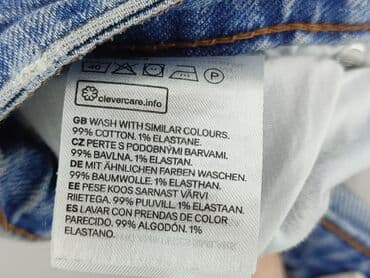 40 P
clevercare.info
GB WASH WITH SIMILAR COLOURS.
99% COTTON. 1% ELASTANE.
CZ PERTE S PODOBNÝMI BARVAMI.
99% BAVLNA. 1% ELASTAN.
DE MIT ÄHNLICHEN FARBEN WASCHEN.
99% BAUMWOLLE. 1% ELASTHAN.
EE PESE KOOS SARNAST VÄRVI
RIIETEGA. 99% PUUVILL. 1% ELASTAAN.
ES LAVAR CON PRENDAS DE COLOR
PARECIDO. 99% ALGODÓN. 1%
ELASTANO.